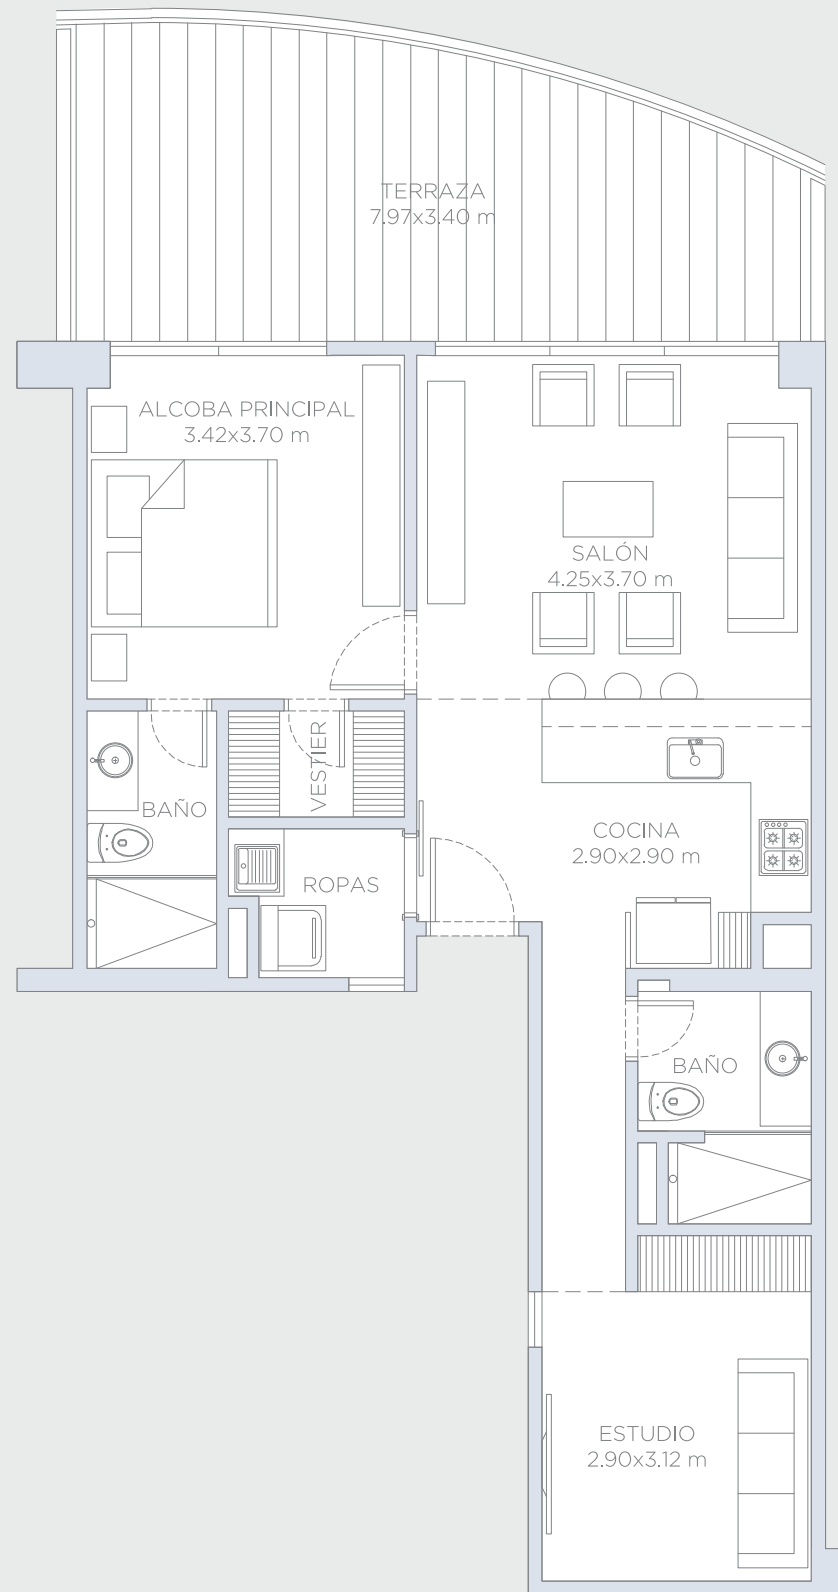 TERRAZA
7.97x3.40 m
ALCOBA PRINCIPAL
3.42x3.70 m
SALÓN
4.25x3.70 m
VESTIER
BAÑO
COCINA
2.90x2.90 m
ROPAS
BAÑO
ESTUDIO
2.90x3.12 m